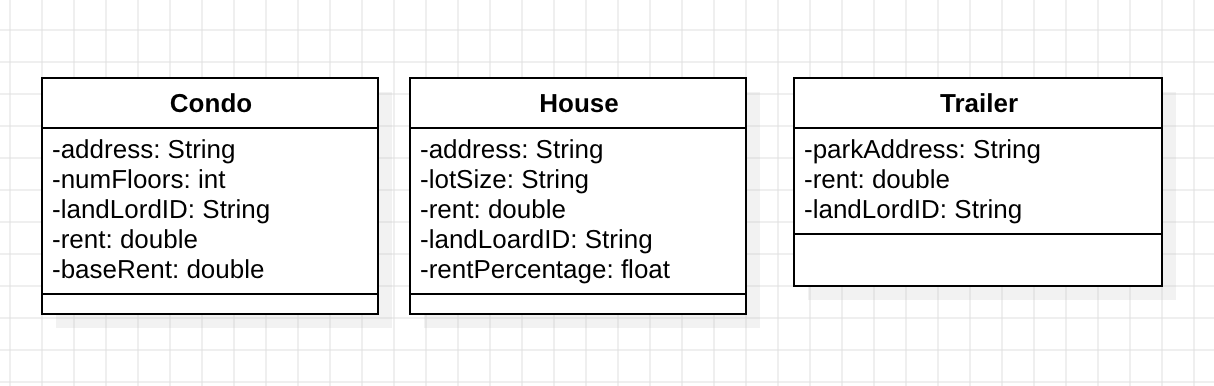 Condo
-address: String
-numFloors: int
-landLordID: String
-rent: double
-baseRent: double
House
-address: String
-lotSize: String
-rent: double
-landLoardID: String
-rentPercentage: float
Trailer
-parkAddress: String
-rent: double
-landLordID: String